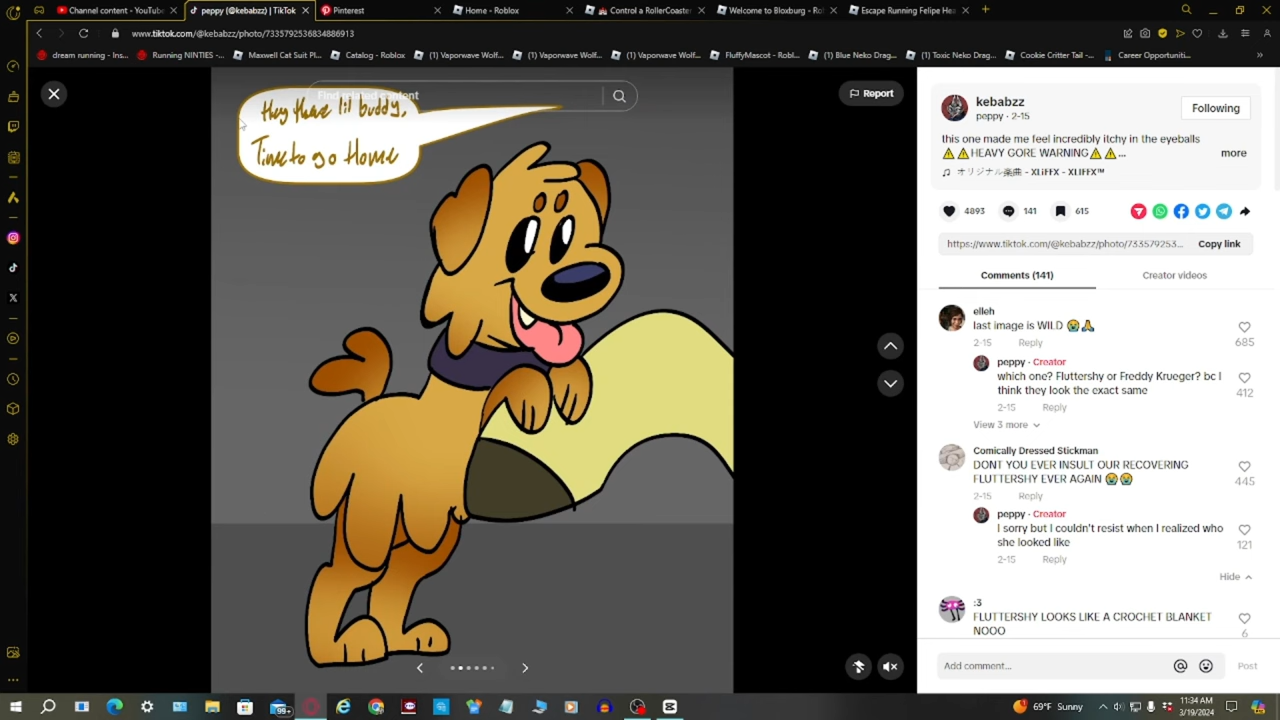 Channel content - YouTube
peppy (@kebabzz) | TikTok
Pinterest
Home - Roblox
Control a RollerCoaster
Welcome to Bloxburg - Ro
Escape Running Felipe He
www.tiktok.com/@kebabzz/photo/7335792536834886913
dream running - Ins...
Running NINTIES -...
Maxwell Cat Suit Pl...
Catalog - Roblox
(1) Vaporwave Wolf...
(1) Vaporwave Wolf...
(1) Vaporwave Wolf...
FluffyMascot - Robl...
(1) Blue Neko Drag...
(1) Toxic Neko Drag...
Cookie Critter Tail -...
Career Opportuniti...
Find related content
Hey there lil buddy,
Time to go Home
Report
kebabzz
peppy · 2-15
Following
this one made me feel incredibly itchy in the eyeballs
⚠️⚠️HEAVY GORE WARNING⚠️⚠️...
more
オリジナル楽曲 - XLiFFX - XLIFFX™
4893
141
615
https://www.tiktok.com/@kebabzz/photo/733579253...
Copy link
Comments (141)
Creator videos
elleh
last image is WILD 😭🙏
2-15 Reply
685
peppy · Creator
which one? Fluttershy or Freddy Krueger? bc I
think they look the exact same
2-15 Reply
412
View 3 more
Comically Dressed Stickman
DONT YOU EVER INSULT OUR RECOVERING
FLUTTERSHY EVER AGAIN 😭😭
2-15 Reply
445
peppy · Creator
I sorry but I couldn't resist when I realized who
she looked like
2-15 Reply
121
Hide
:3
FLUTTERSHY LOOKS LIKE A CROCHET BLANKET
NOOO
6
Add comment...
Post
99+
69°F Sunny
11:34 AM
3/19/2024